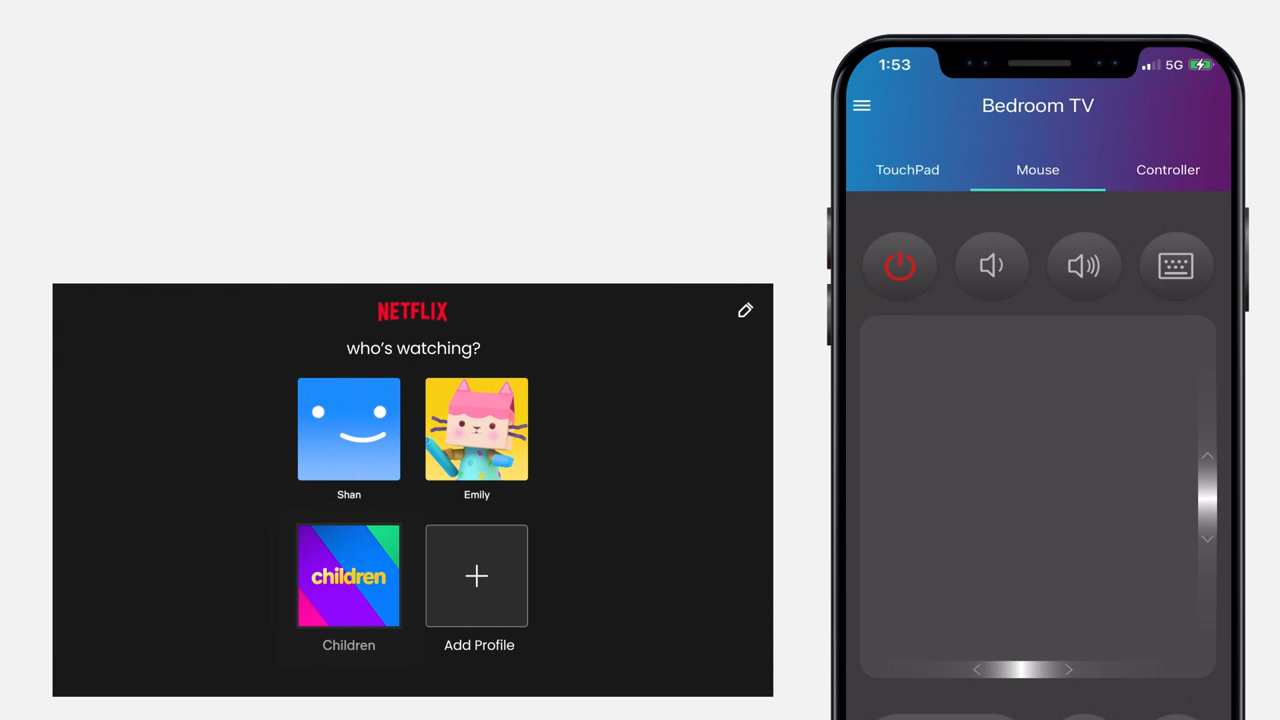 NETFLIX
who's watching?
Shan
Emily
children
Children
Add Profile
1:53
5G
Bedroom TV
TouchPad
Mouse
Controller